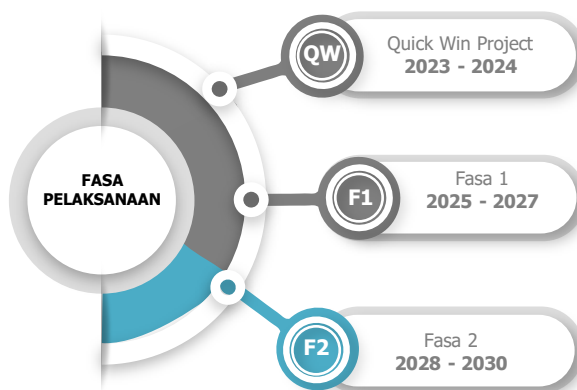 QW
Quick Win Project
2023 - 2024
FASA
PELAKSANAAN
F1
Fasa 1
2025 - 2027
F2
Fasa 2
2028 - 2030